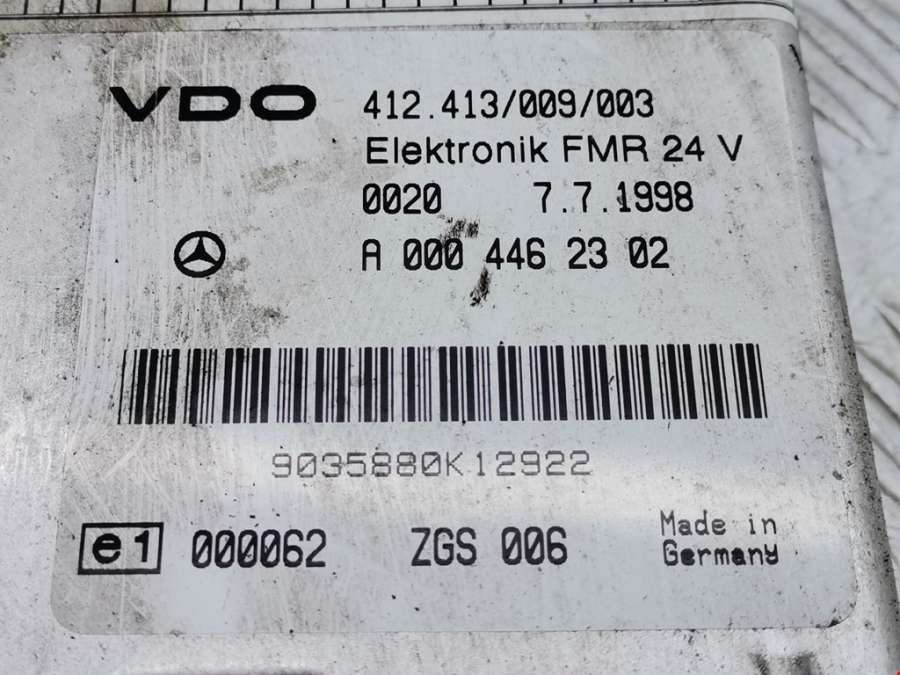 VDO 412.413/009/003
Elektronik FMR 24 V
0020 7.7.1998
A 000 446 23 02
9035880K12922
e1 000062 ZGS 006 Made in
Germany